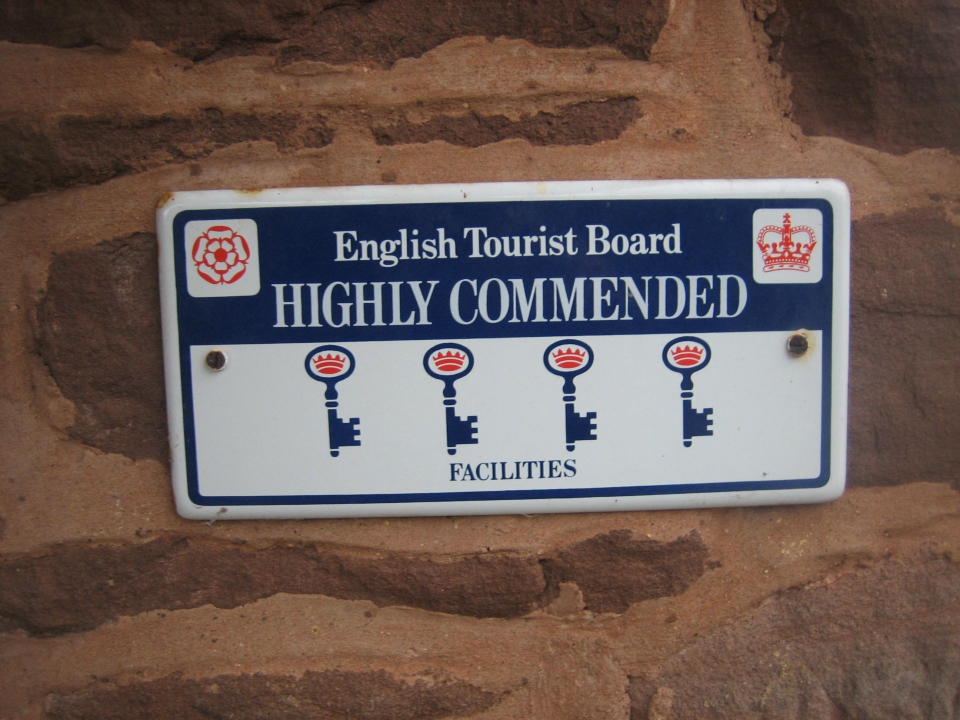 English Tourist Board
HIGHLY COMMENDED
FACILITIES